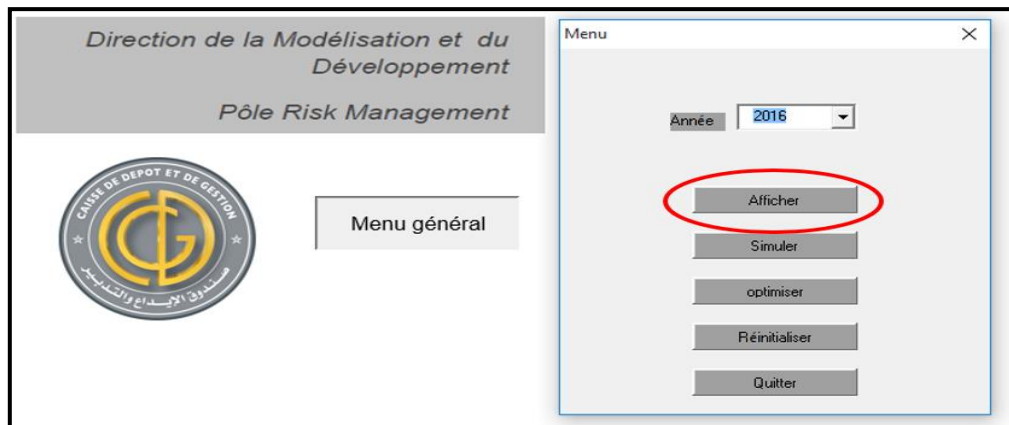 Direction de la Modélisation et du
Développement
Pôle Risk Management
CAISSE DE DEPOT ET DE GESTION
CDG
صندوق الإيداع والتدبير
Menu général
Menu
Année
2016
Afficher
Simuler
optimiser
Réinitialiser
Quitter